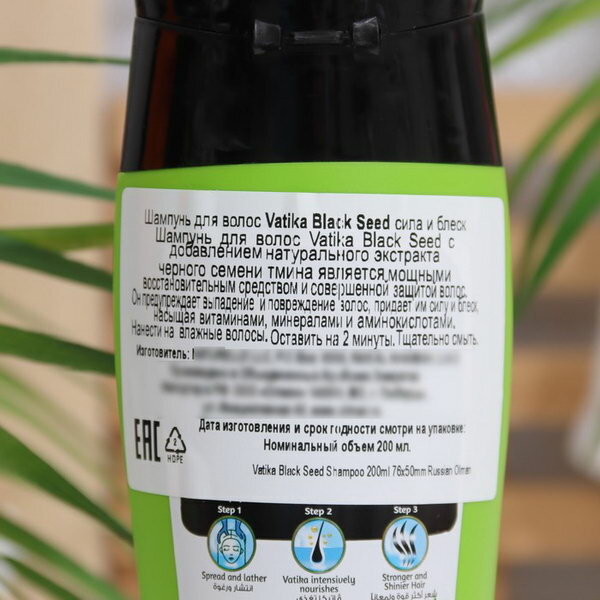 Шампунь для волос Vatika Black Seed сила и блеск
Шампунь для волос Vatika Black Seed с
добавлением натурального экстракта
черного семени тмина является мощными
восстановительным средством и совершенной защитой волос.
Он предупреждает выпадение и повреждение волос, придает им силу и блеск,
насыщая витаминами, минералами и аминокислотами.
Нанести на влажные волосы. Оставить на 2 минуты. Тщательно смыть.
Изготовитель:
Дата изготовления и срок годности смотри на упаковке:
Номинальный объем 200 мл.
EAC
2
HDPE
Vatika Black Seed Shampoo 200ml 76x50mm Russian Olman
Step 1 Step 2 Step 3
Spread and lather Vatika intensively nourishes Stronger and Shinier Hair
انتشار ورغوة